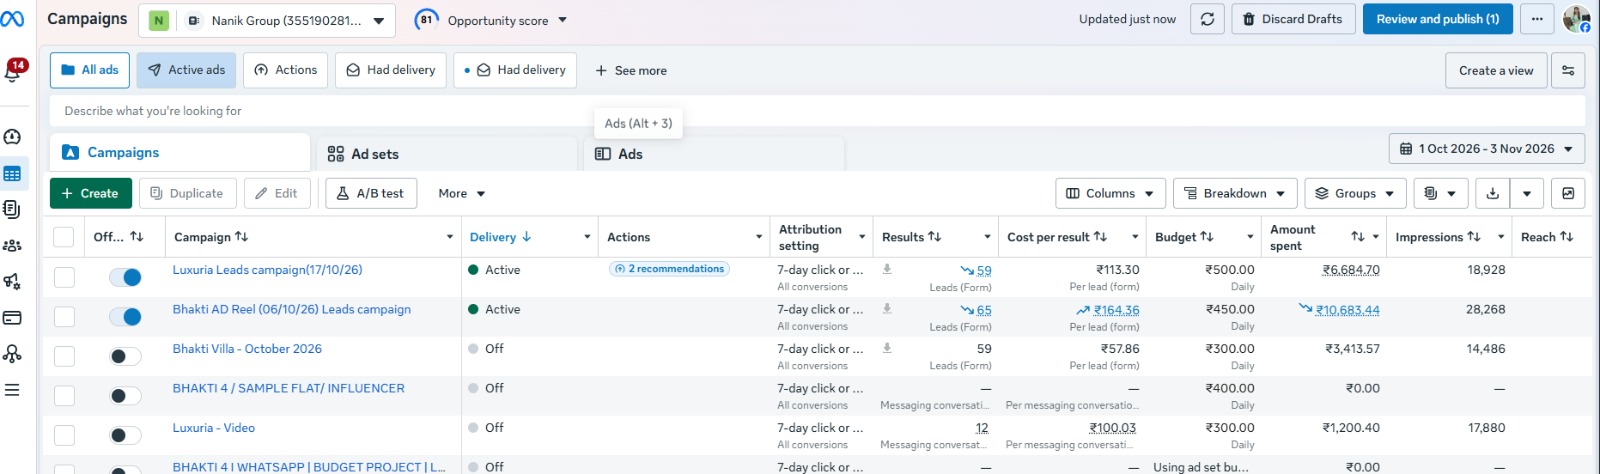 Campaigns
N
Nanik Group (355190281...
81
Opportunity score
Updated just now
Discard Drafts
Review and publish (1)
...
14
All ads
Active ads
Actions
Had delivery
Had delivery
+ See more
Create a view
Describe what you're looking for
Ads (Alt + 3)
Campaigns
Ad sets
Ads
1 Oct 2026 - 3 Nov 2026
+ Create
Duplicate
Edit
A/B test
More
Columns
Breakdown
Groups
Off... Campaign Delivery Actions Attribution setting Results Cost per result Budget Amount spent Impressions Reach
Luxuria Leads campaign(17/10/26) Active 2 recommendations 7-day click or ... 59 ₹113.30 ₹500.00 ₹6,684.70 18,928
All conversions Leads (Form) Per lead (form) Daily
Bhakti AD Reel (06/10/26) Leads campaign Active 7-day click or ... 65 ₹164.36 ₹450.00 ₹10,683.44 28,268
All conversions Leads (Form) Per lead (form) Daily
Bhakti Villa - October 2026 Off 7-day click or ... 59 ₹57.86 ₹300.00 ₹3,413.57 14,486
All conversions Leads (Form) Per lead (form) Daily
BHAKTI 4 / SAMPLE FLAT/ INFLUENCER Off 7-day click or ... — — ₹400.00 ₹0.00 —
All conversions Messaging conversati... Per messaging conversatio... Daily
Luxuria - Video Off 7-day click or ... 12 ₹100.03 ₹300.00 ₹1,200.40 17,880
All conversions Messaging conversat... Per messaging conversatio... Daily
BHAKTI 4 I WHATSAPP | BUDGET PROJECT | L... Off 7-day click or ... — — Using ad set bu... ₹0.00 —